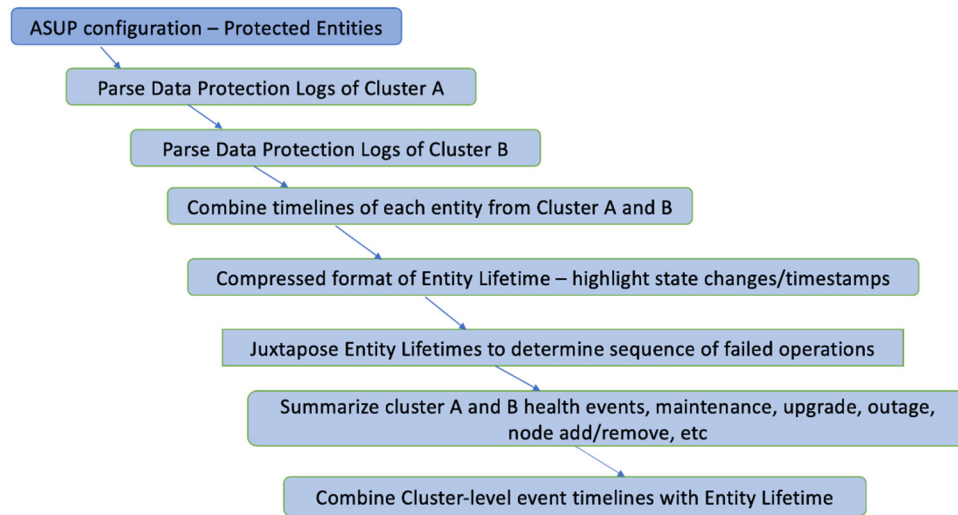 ASUP configuration – Protected Entities
Parse Data Protection Logs of Cluster A
Parse Data Protection Logs of Cluster B
Combine timelines of each entity from Cluster A and B
Compressed format of Entity Lifetime – highlight state changes/timestamps
Juxtapose Entity Lifetimes to determine sequence of failed operations
Summarize cluster A and B health events, maintenance, upgrade, outage,
node add/remove, etc
Combine Cluster-level event timelines with Entity Lifetime